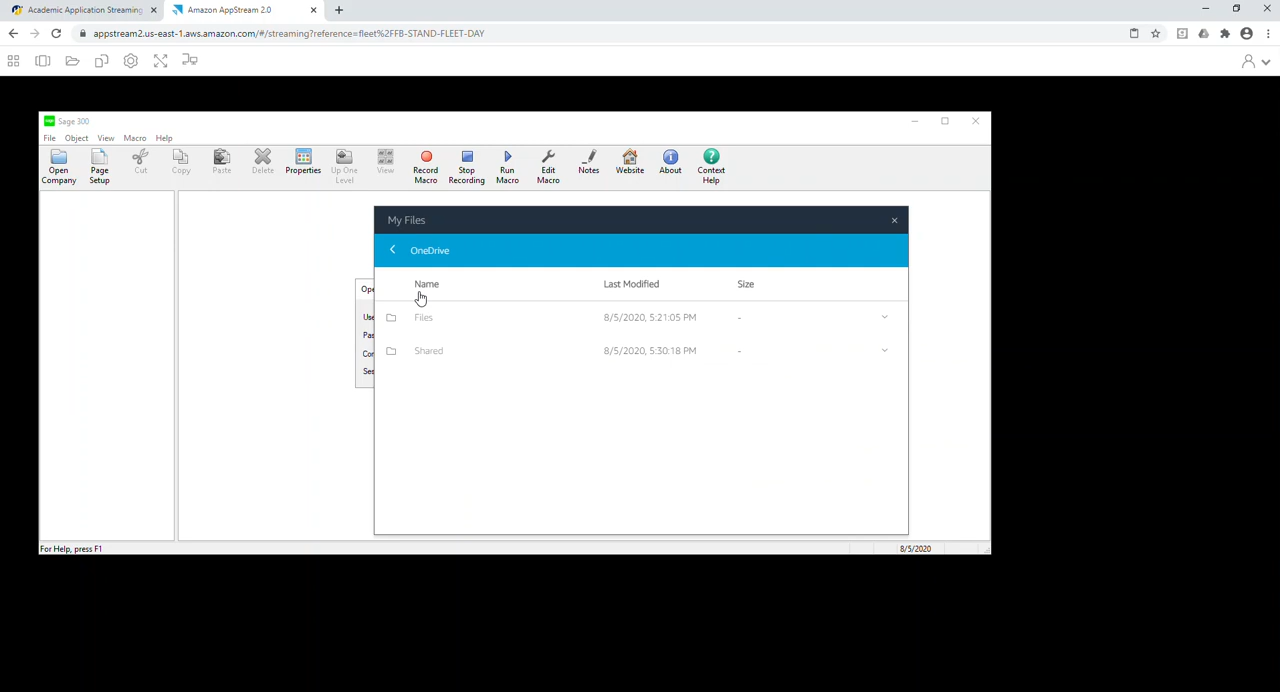 Academic Application Streaming
Amazon AppStream 2.0
appstream2.us-east-1.aws.amazon.com/#/streaming?reference=fleet%2FFB-STAND-FLEET-DAY
Sage 300
File Object View Macro Help
Open Company
Page Setup
Cut
Copy
Paste
Delete
Properties
Up One Level
View
Record Macro
Stop Recording
Run Macro
Edit Macro
Notes
Website
About
Context Help
My Files
OneDrive
Name Last Modified Size
Files 8/5/2020, 5:21:05 PM -
Shared 8/5/2020, 5:30:18 PM -
Ope
Use
Pas
Ses
For Help, press F1
8/5/2020